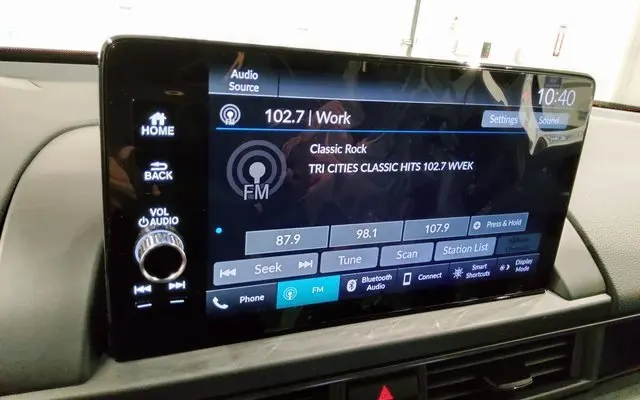 Audio
Source
10:40
HOME
FM
102.7 | Work
Settings
Sound
Classic Rock
TRI CITIES CLASSIC HITS 102.7 WVEK
FM
BACK
VOL
AUDIO
87.9
98.1
107.9
Press & Hold
Seek
Tune
Scan
Station List
Phone
FM
Bluetooth
Audio
Connect
Smart
Shortcuts
Display
Mode